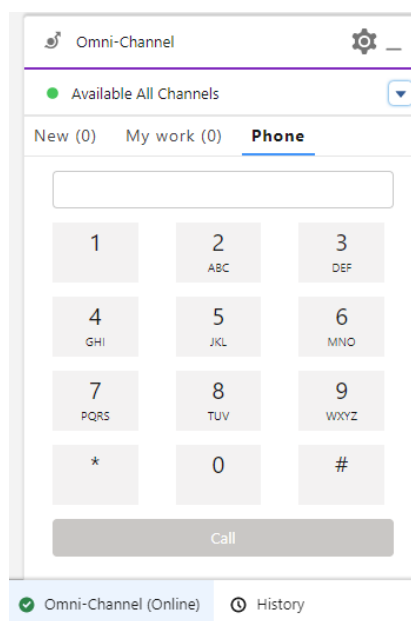 Omni-Channel
Available All Channels
New (0) My work (0) Phone
1 2 3
ABC DEF
4 5 6
GHI JKL MNO
7 8 9
PQRS TUV WXYZ
* 0 #
Call
Omni-Channel (Online) History